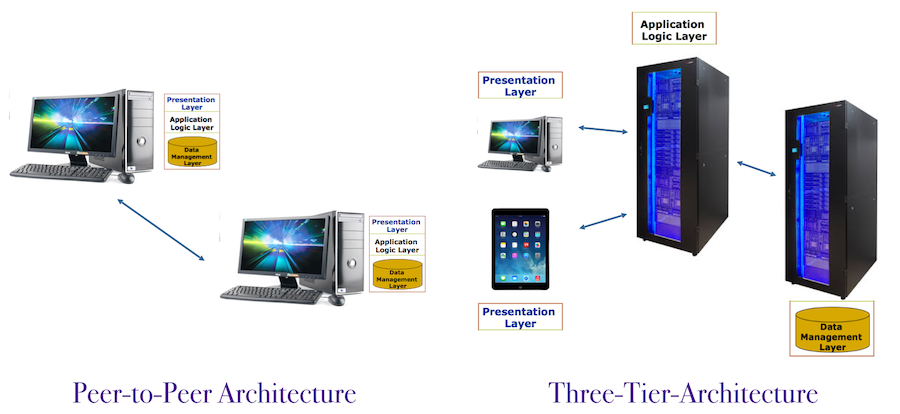 Presentation
Layer
Application
Logic Layer
Data
Management
Layer
Presentation
Layer
Application
Logic Layer
Data
Management
Layer
Peer-to-Peer Architecture
Application
Logic Layer
Presentation
Layer
Presentation
Layer
Data
Management
Layer
Three-Tier-Architecture